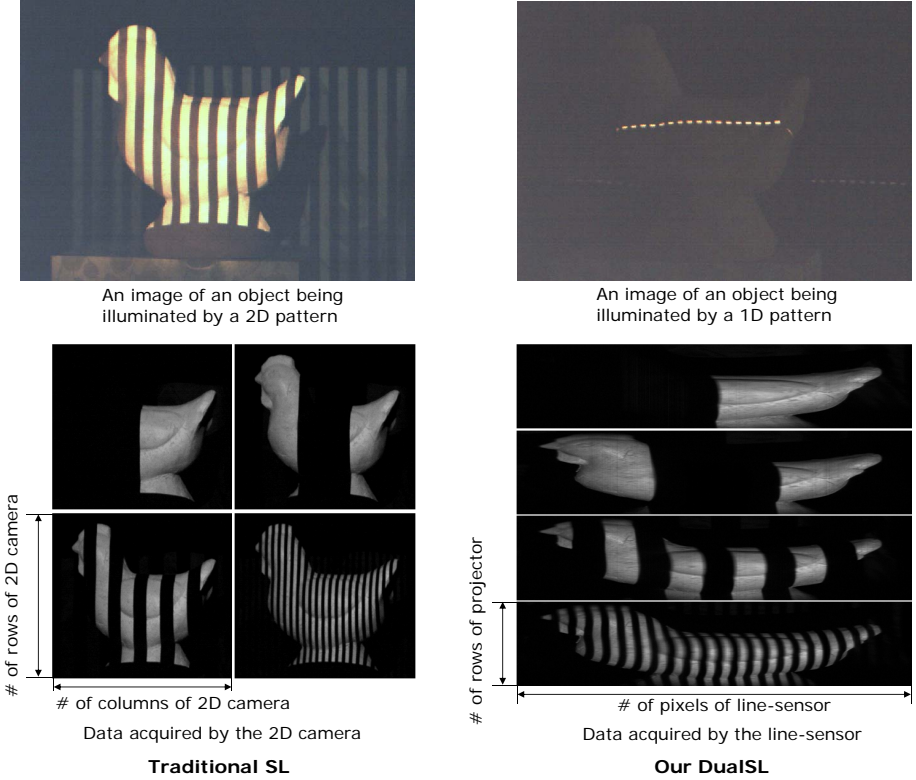 An image of an object being
illuminated by a 2D pattern
An image of an object being
illuminated by a 1D pattern
# of rows of 2D camera
# of columns of 2D camera
Data acquired by the 2D camera
Traditional SL
# of rows of projector
# of pixels of line-sensor
Data acquired by the line-sensor
Our DualSL